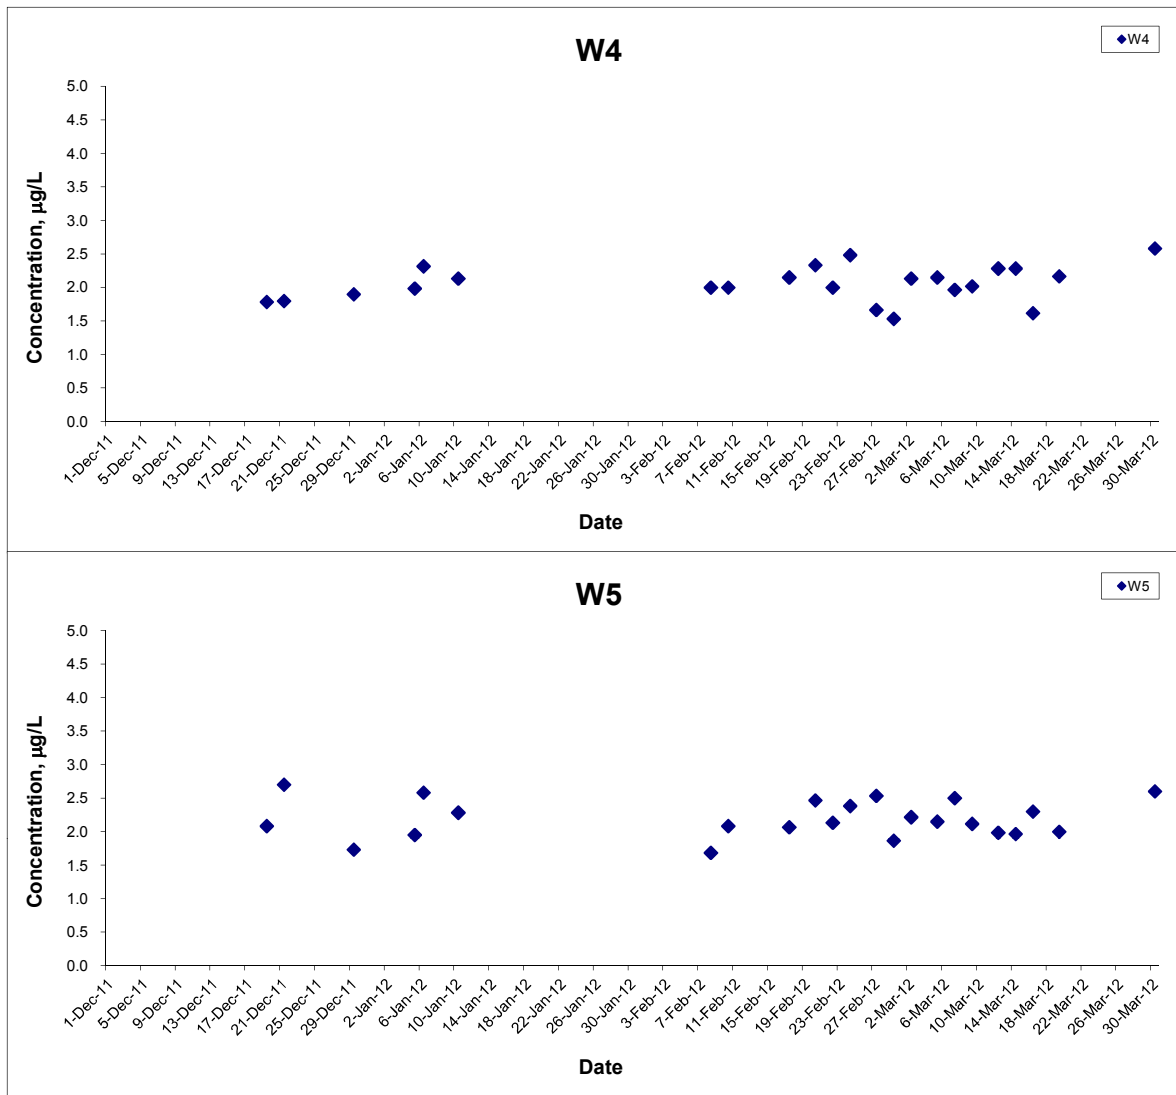 W4
W4
5.0
4.5
4.0
3.5
3.0
2.5
2.0
1.5
1.0
0.5
0.0
Concentration, µg/L
1-Dec-11
5-Dec-11
9-Dec-11
13-Dec-11
17-Dec-11
21-Dec-11
25-Dec-11
29-Dec-11
2-Jan-12
6-Jan-12
10-Jan-12
14-Jan-12
18-Jan-12
22-Jan-12
26-Jan-12
30-Jan-12
3-Feb-12
7-Feb-12
11-Feb-12
15-Feb-12
19-Feb-12
23-Feb-12
27-Feb-12
2-Mar-12
6-Mar-12
10-Mar-12
14-Mar-12
18-Mar-12
22-Mar-12
26-Mar-12
30-Mar-12
Date
W5
W5
5.0
4.5
4.0
3.5
3.0
2.5
2.0
1.5
1.0
0.5
0.0
Concentration, µg/L
1-Dec-11
5-Dec-11
9-Dec-11
13-Dec-11
17-Dec-11
21-Dec-11
25-Dec-11
29-Dec-11
2-Jan-12
6-Jan-12
10-Jan-12
14-Jan-12
18-Jan-12
22-Jan-12
26-Jan-12
30-Jan-12
3-Feb-12
7-Feb-12
11-Feb-12
15-Feb-12
19-Feb-12
23-Feb-12
27-Feb-12
2-Mar-12
6-Mar-12
10-Mar-12
14-Mar-12
18-Mar-12
22-Mar-12
26-Mar-12
30-Mar-12
Date